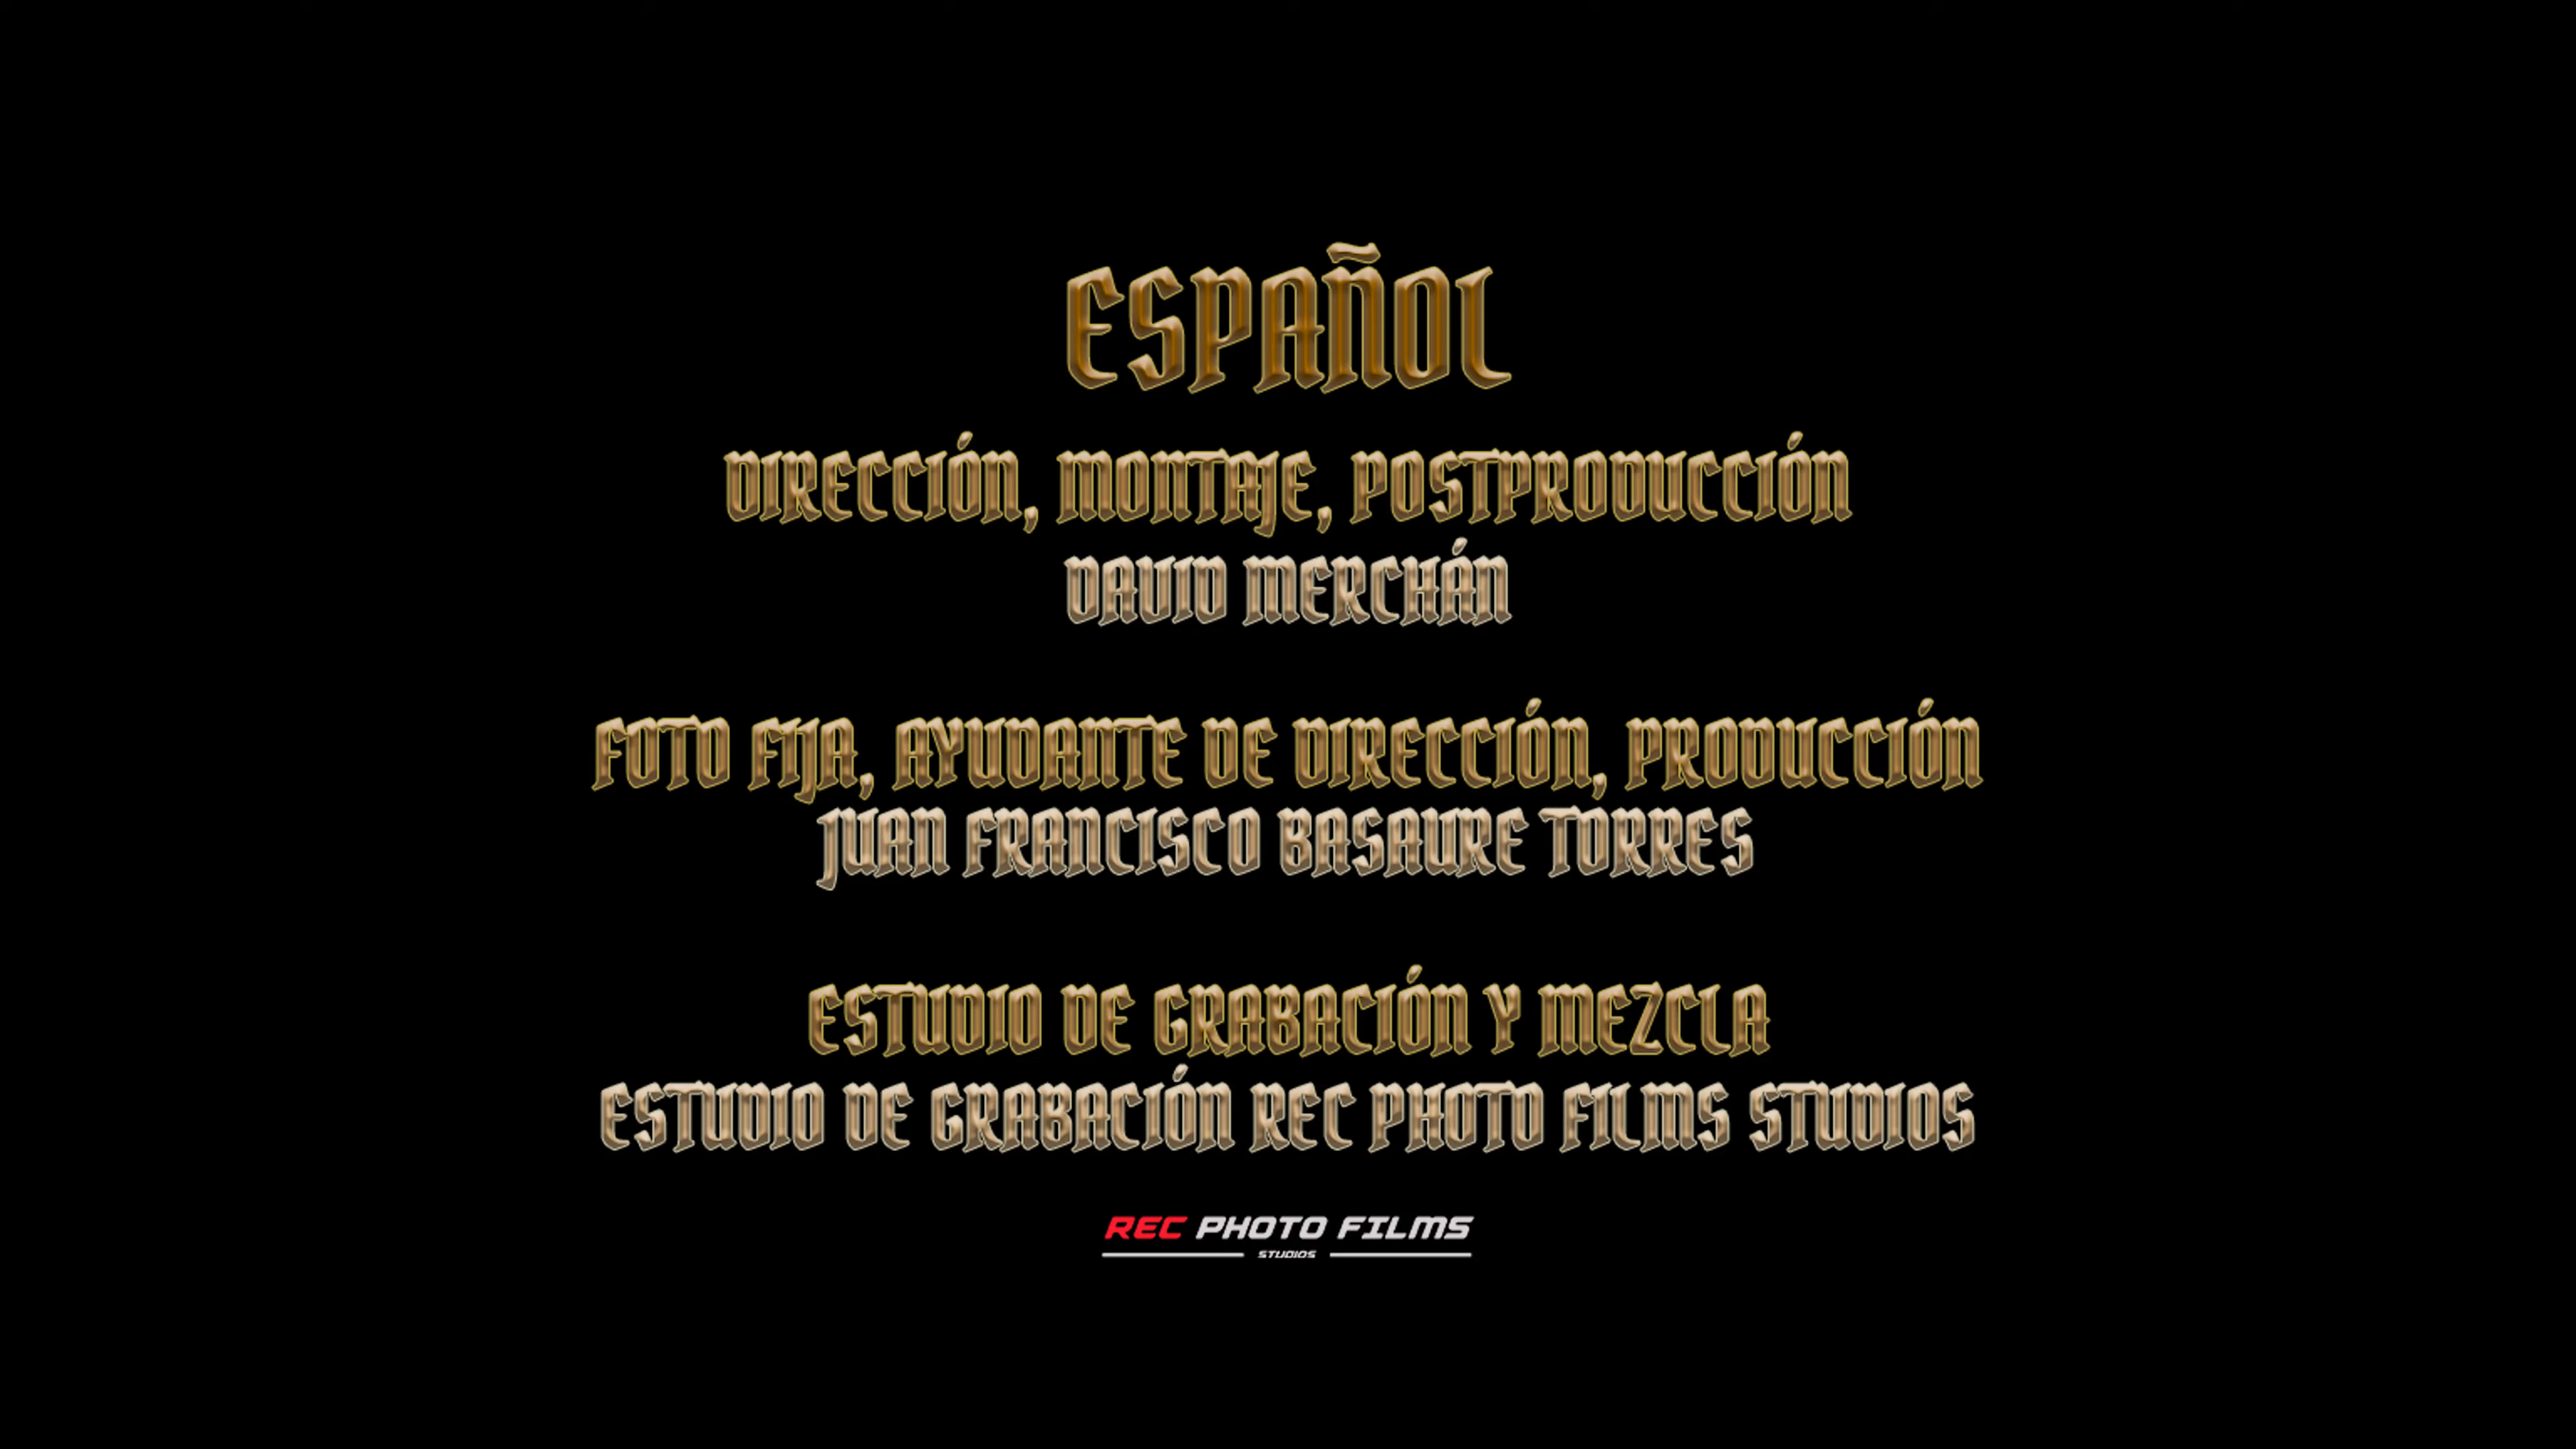 ESPAÑOL
DIRECCIÓN, MONTAJE, POSTPRODUCCIÓN
DAVID MERCHÁN
FOTO FIJA, AYUDANTE DE DIRECCIÓN, PRODUCCIÓN
JUAN FRANCISCO BASAURE TORRES
ESTUDIO DE GRABACIÓN Y MEZCLA
ESTUDIO DE GRABACIÓN REC PHOTO FILMS STUDIOS
REC PHOTO FILMS
STUDIOS